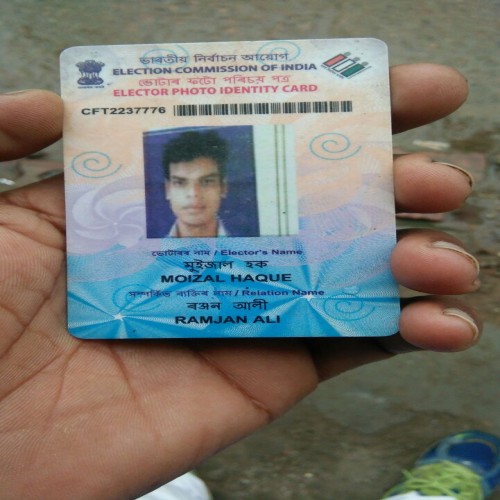 ভাৰতীয় নিৰ্বাচন আয়োগ
ELECTION COMMISSION OF INDIA
ভোটাৰ ফটো পৰিচয় পত্ৰ
ELECTOR PHOTO IDENTITY CARD
CFT2237776
ভোটাৰৰ নাম / Elector's Name
মুইজাল হক
MOIZAL HAQUE
সম্পৰ্কিত ব্যক্তিৰ নাম / Relation Name
ৰমজান আলী
RAMJAN ALI